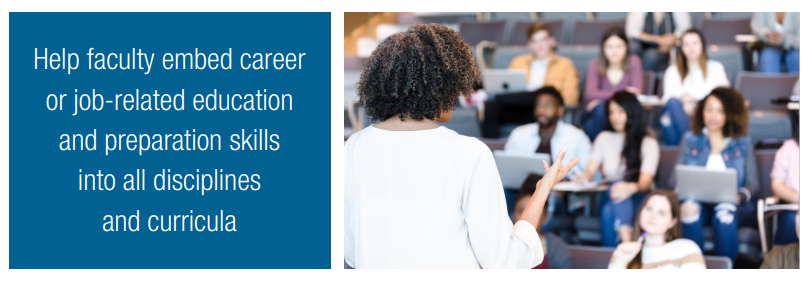 Help faculty embed career
or job-related education
and preparation skills
into all disciplines
and curricula